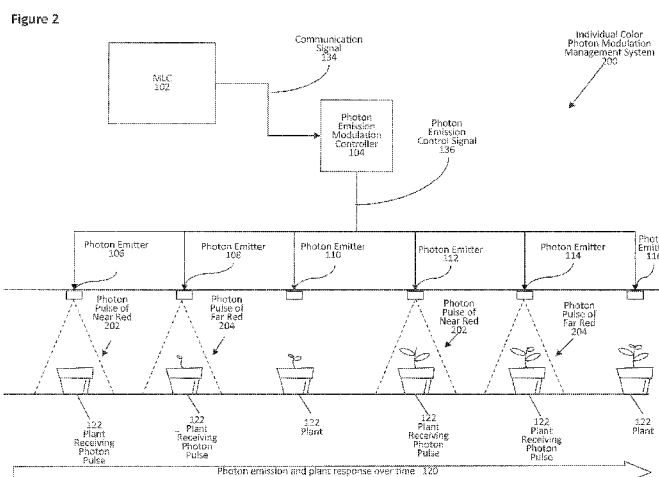 Figure 2
Communication
Signal
134
Individual Color
Photon Modulation
Management System
200
MLC
102
Photon
Emission
Modulation
Controller
104
Photon
Emission
Control Signal
136
Photon Emitter
106
Photon Emitter
108
Photon Emitter
110
Photon Emitter
112
Photon Emitter
114
116
Photon
Pulse of
Near Red
202
Photon
Pulse of
Far Red
204
Photon
Pulse of
Near Red
202
Photon
Pulse of
Far Red
204
122
Plant
Receiving
Photon
Pulse
122
Plant
Receiving
Photon
Pulse
122
Plant
122
Plant
Receiving
Photon
Pulse
122
Plant
Receiving
Photon
Pulse
122
Plant
Photon emission and plant response over time 120